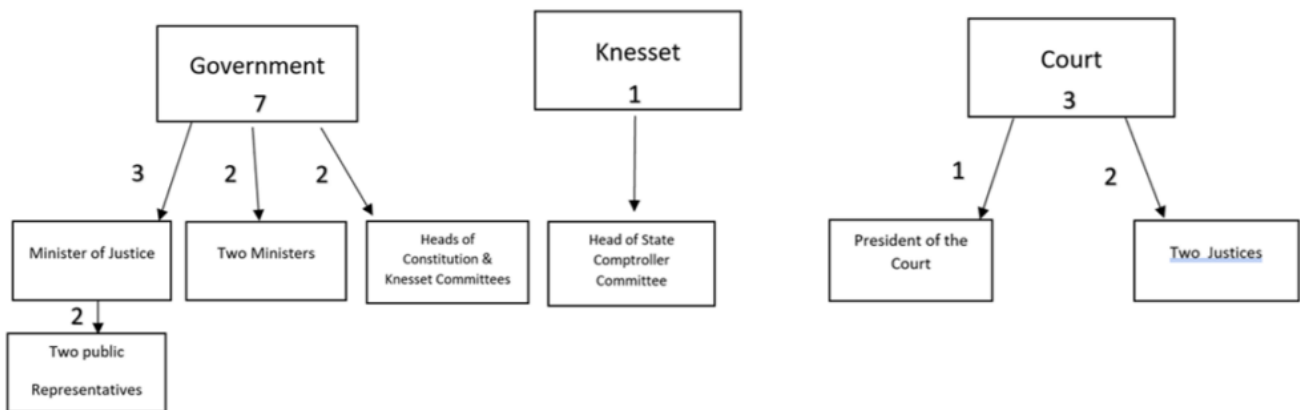 Government
7
Knesset
1
Court
3
3
2
2
1
2
Minister of Justice
Two Ministers
Heads of
Constitution &
Knesset Committees
Head of State
Comptroller
Committee
President of the
Court
Two Justices
2
Two public
Representatives